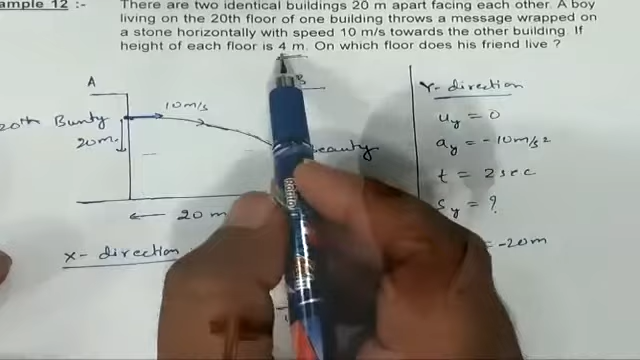 ample 12 :- There are two identical buildings 20 m apart facing each other. A boy
living on the 20th floor of one building throws a message wrapped on
a stone horizontally with speed 10 m/s towards the other building. If
height of each floor is 4 m. On which floor does his friend live ?
A
B
Y-direction
10m/s
20th Bunty
uy = 0
20m
ay = -10m/s2
eauty
t = 2sec
sy = ?
20 m
= -20m
X- direction